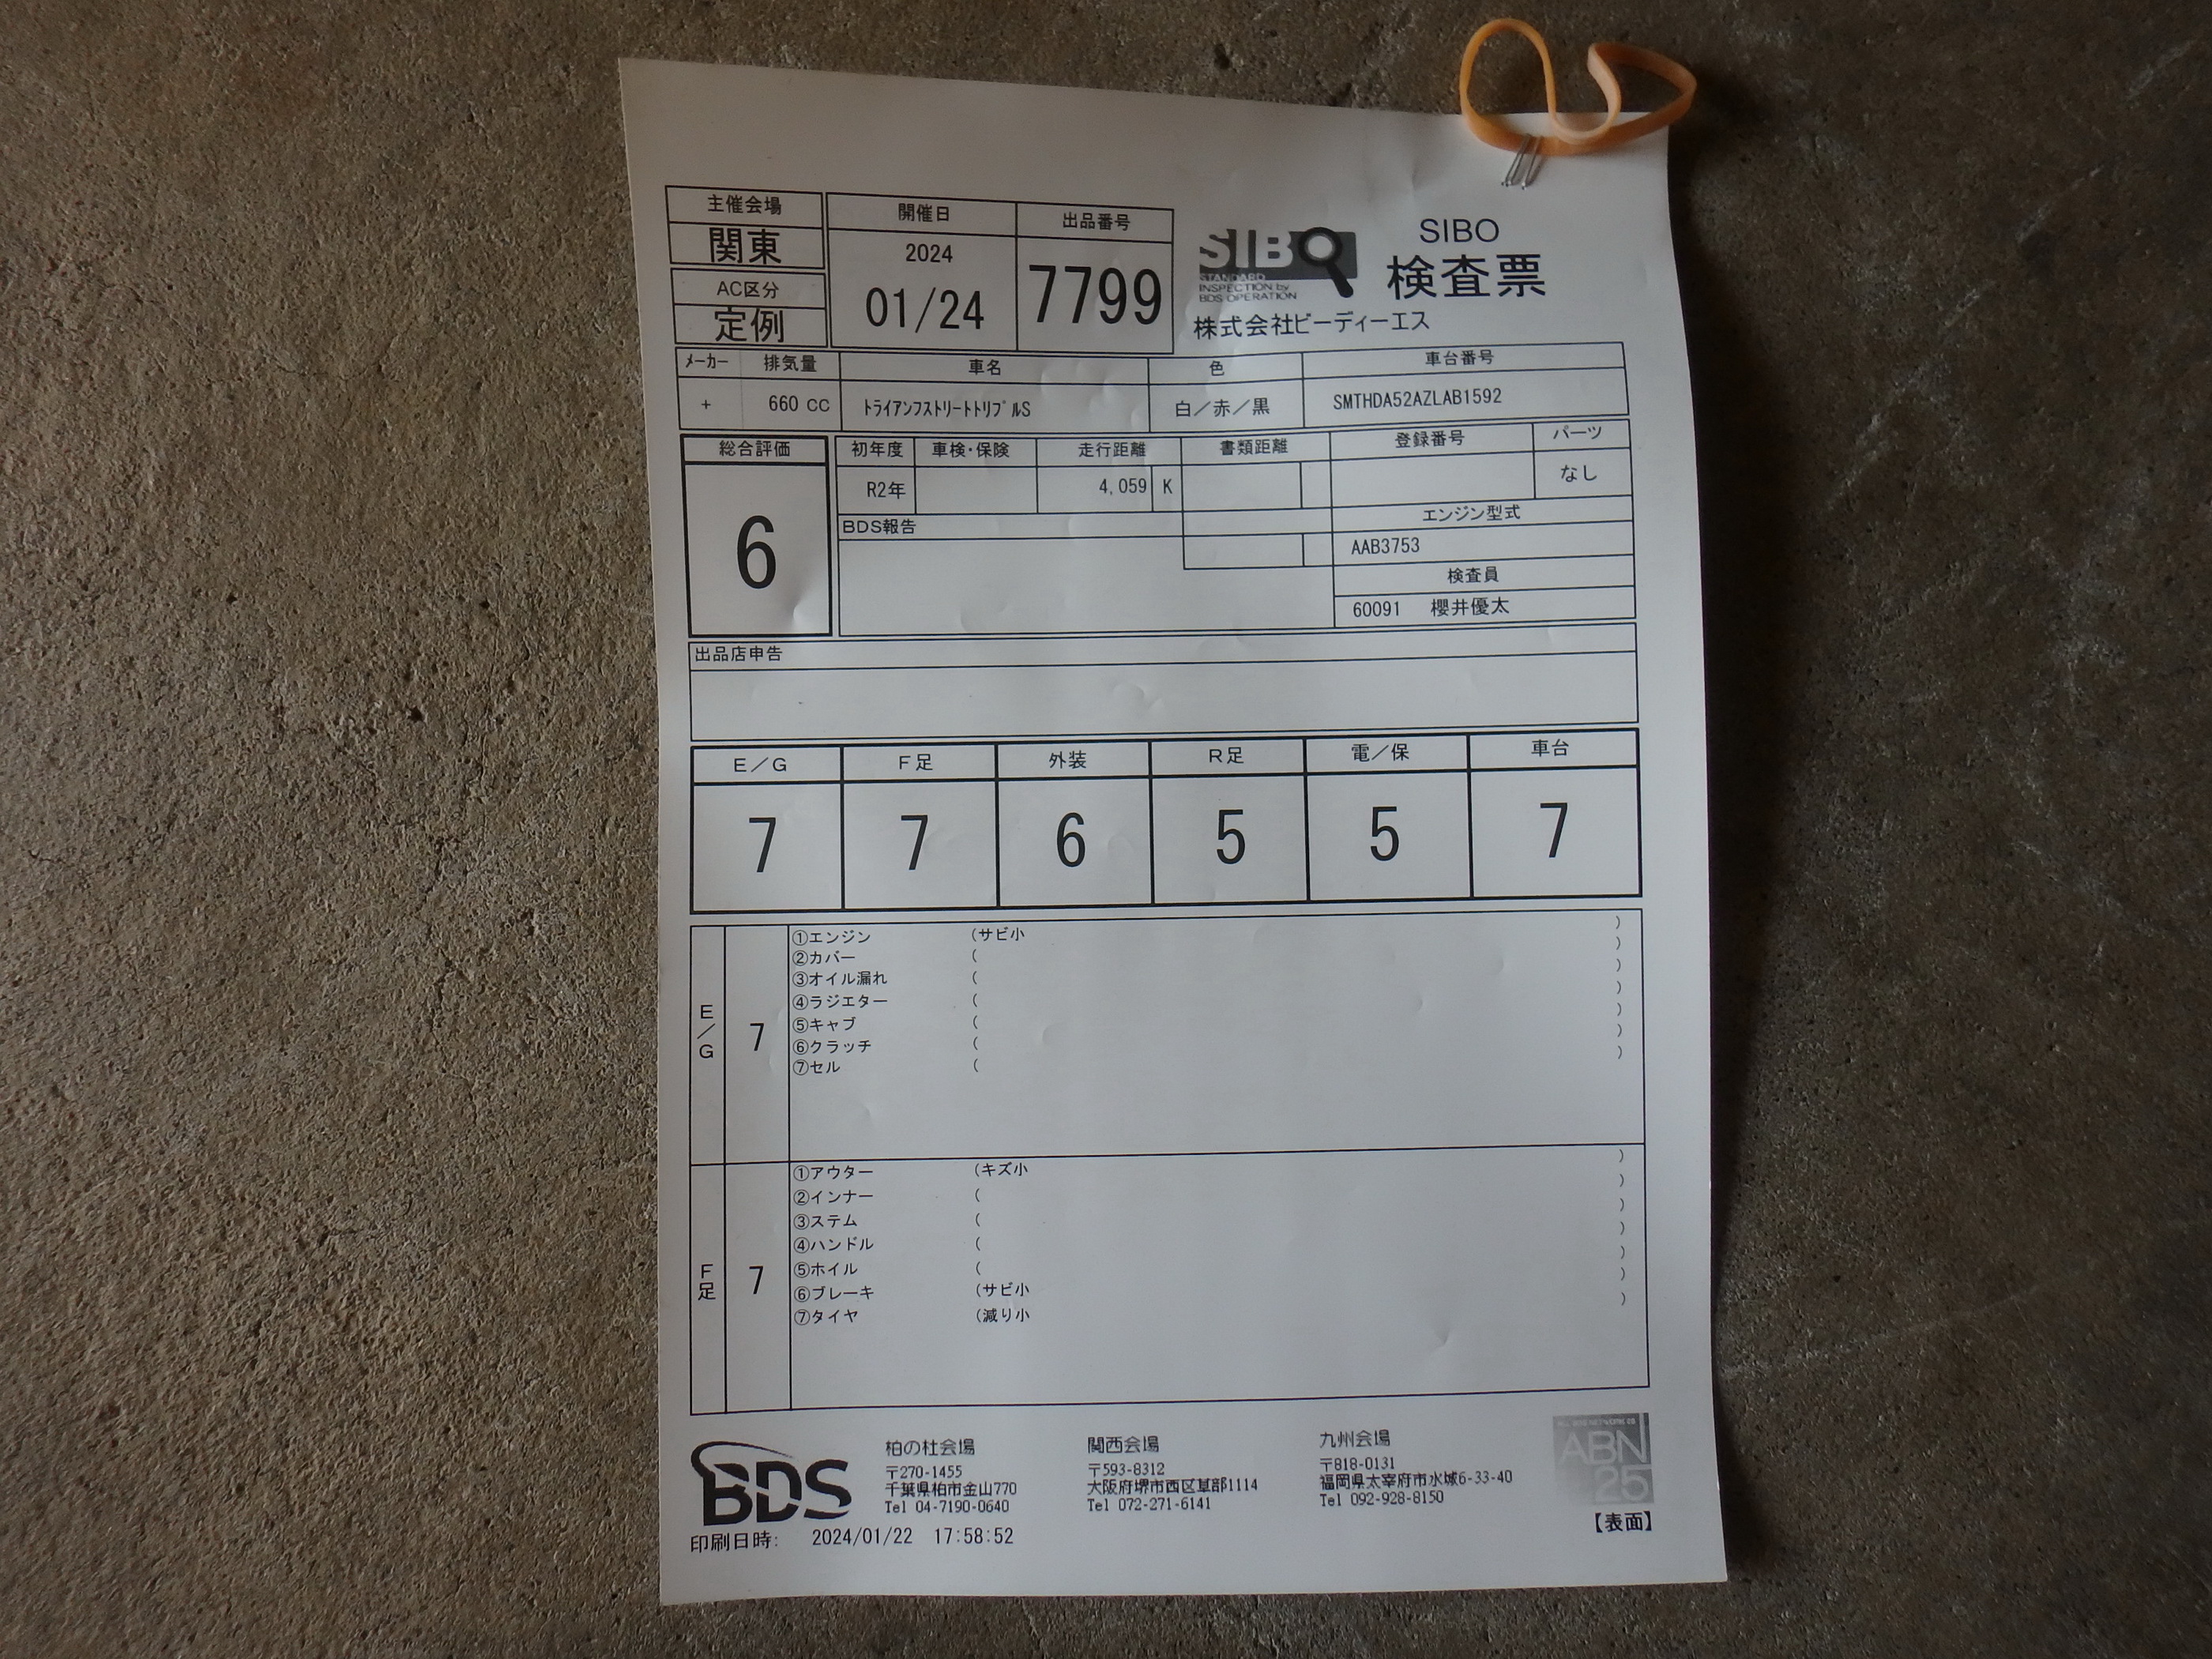 主催会場
関東
AC区分
定例
開催日
2024
01/24
出品番号
7799
SIBO
STANDARD
INSPECTION by
BDS OPERATION
SIBO
検査票
株式会社ビーディーエス
メーカー 排気量 車名 色 車台番号
+ 660 CC トライアンフストリートトリプルS 白/赤/黒 SMTHDA52AZLAB1592
総合評価
6
初年度 車検・保険 走行距離 書類距離 登録番号 パーツ
R2年 4,059 K なし
BDS報告
エンジン型式
AAB3753
検査員
60091 櫻井優太
出品店申告
E/G F足 外装 R足 電/保 車台
7 7 6 5 5 7
E/G 7
①エンジン (サビ小 )
②カバー ( )
③オイル漏れ ( )
④ラジエター ( )
⑤キャブ ( )
⑥クラッチ ( )
⑦セル ( )
F足 7
①アウター (キズ小 )
②インナー ( )
③ステム ( )
④ハンドル ( )
⑤ホイル ( )
⑥ブレーキ (サビ小 )
⑦タイヤ (減り小 )
BDS
柏の杜会場
〒270-1455
千葉県柏市金山770
Tel 04-7190-0640
関西会場
〒593-8312
大阪府堺市西区草部1114
Tel 072-271-6141
九州会場
〒818-0131
福岡県太宰府市水城6-33-40
Tel 092-928-8150
ABN
25
【表面】
印刷日時: 2024/01/22 17:58:52